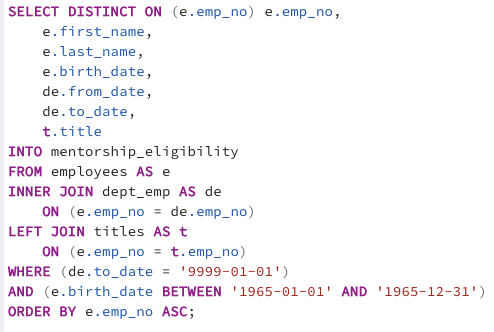 SELECT DISTINCT ON (e.emp_no) e.emp_no,
    e.first_name,
    e.last_name,
    e.birth_date,
    de.from_date,
    de.to_date,
    t.title
INTO mentorship_eligibility
FROM employees AS e
INNER JOIN dept_emp AS de
    ON (e.emp_no = de.emp_no)
LEFT JOIN titles AS t
    ON (e.emp_no = t.emp_no)
WHERE (de.to_date = '9999-01-01')
AND (e.birth_date BETWEEN '1965-01-01' AND '1965-12-31')
ORDER BY e.emp_no ASC;